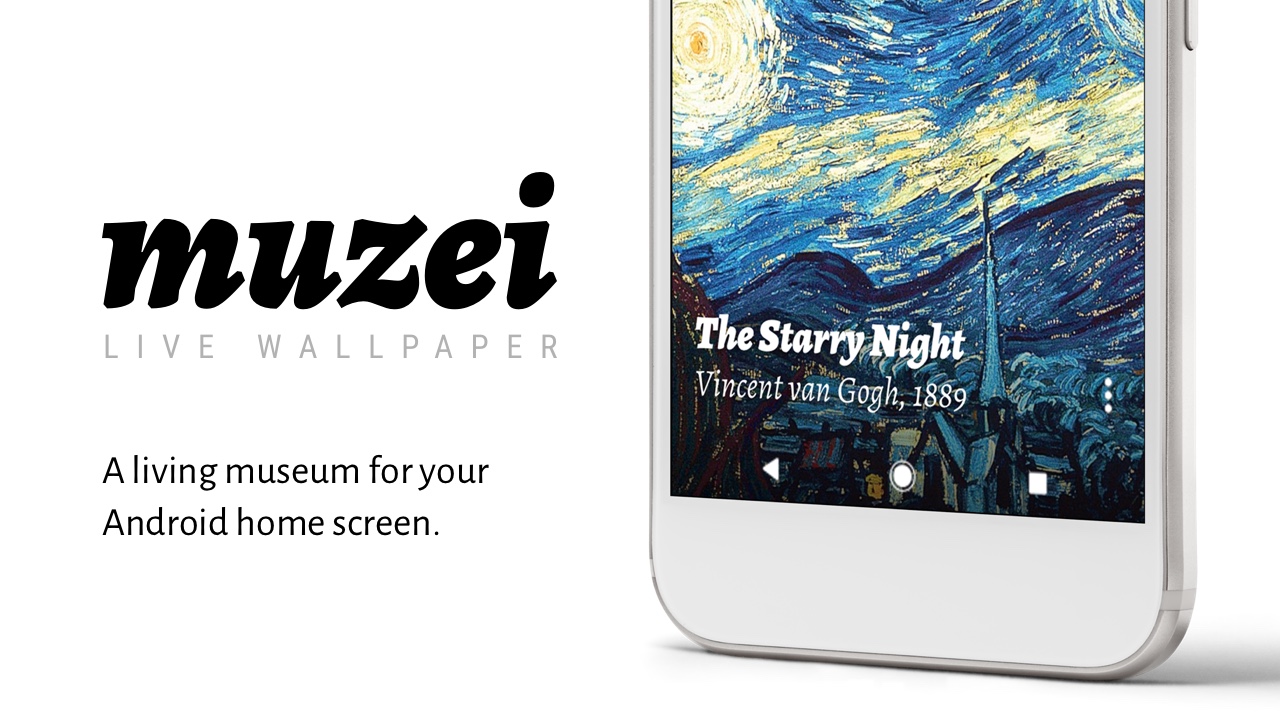 muzei
LIVE WALLPAPER
A living museum for your
Android home screen.
The Starry Night
Vincent van Gogh, 1889